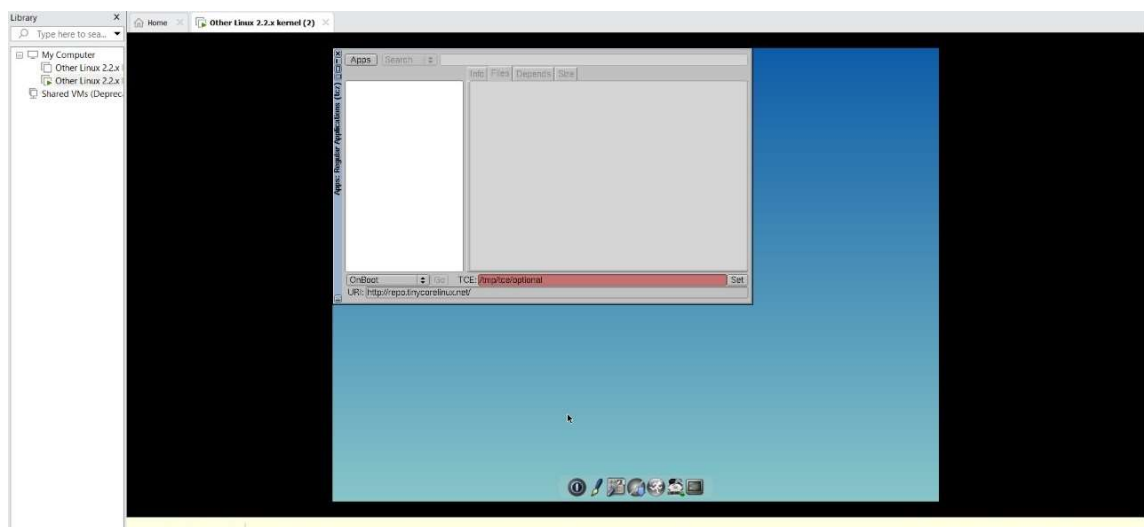 Library X
Home X
Other Linux 2.2.x kernel (2) X
Type here to sea...
My Computer
Other Linux 2.2.x
Other Linux 2.2.x
Shared VMs (Deprec
Apps Search
Info Files Depends Size
Apps: Regular Applications (tcz)
OnBoot Go TCE: /tmp/tce/optional Set
URI: http://repo.tinycorelinux.net/